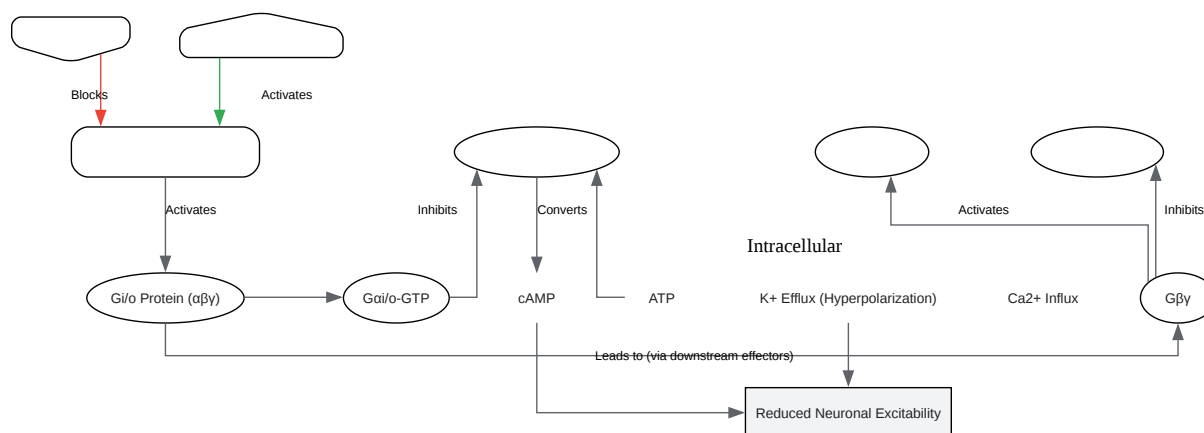 Blocks
Activates
Activates
Inhibits
Converts
Activates
Inhibits
Intracellular
Gi/o Protein (αβγ)
Gαi/o-GTP
cAMP
ATP
K+ Efflux (Hyperpolarization)
Ca2+ Influx
Gβγ
Leads to (via downstream effectors)
Reduced Neuronal Excitability